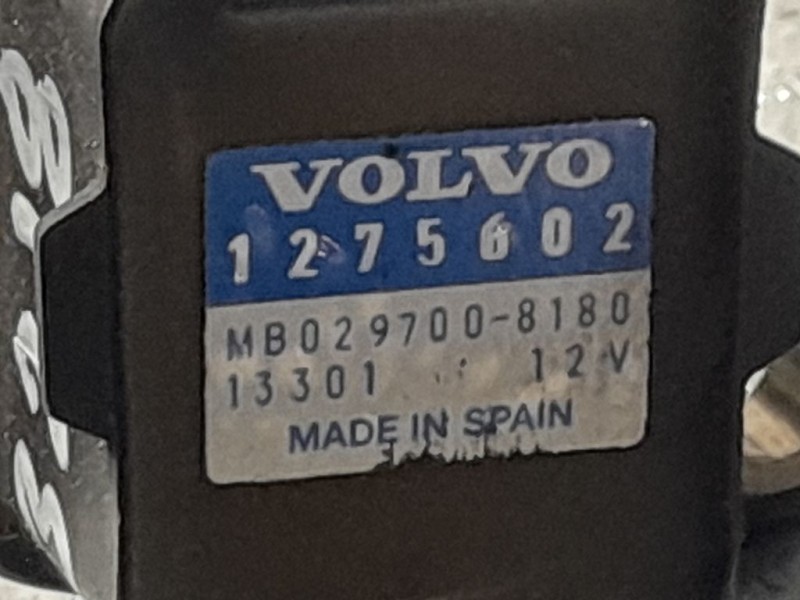 VOLVO
1275602
MB029700-8180
13301 12V
MADE IN SPAIN